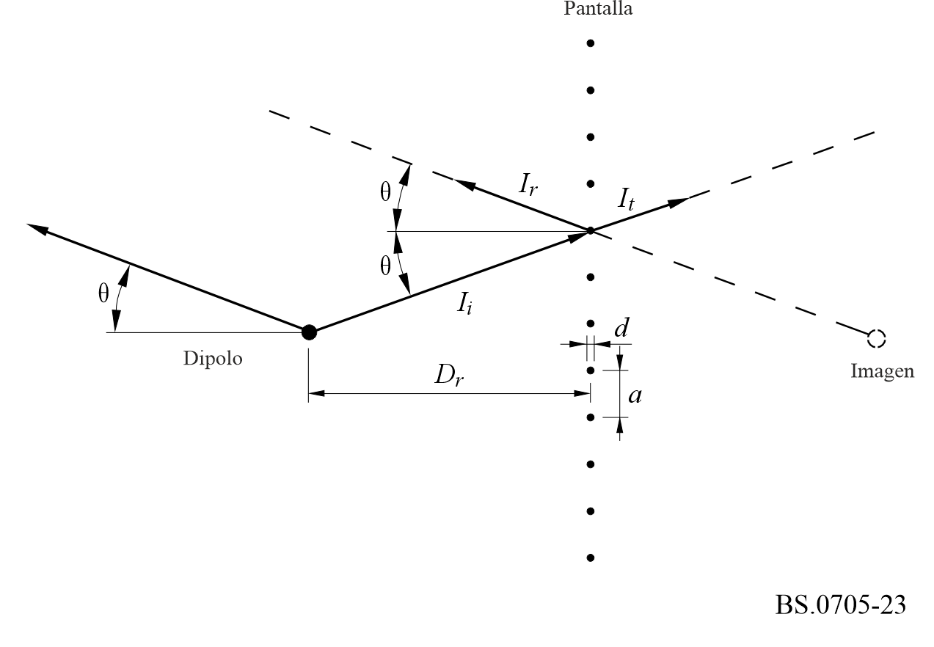 Pantalla
θ
I_r
I_t
θ
I_i
θ
Dipolo
d
D_r
a
Imagen
BS.0705-23